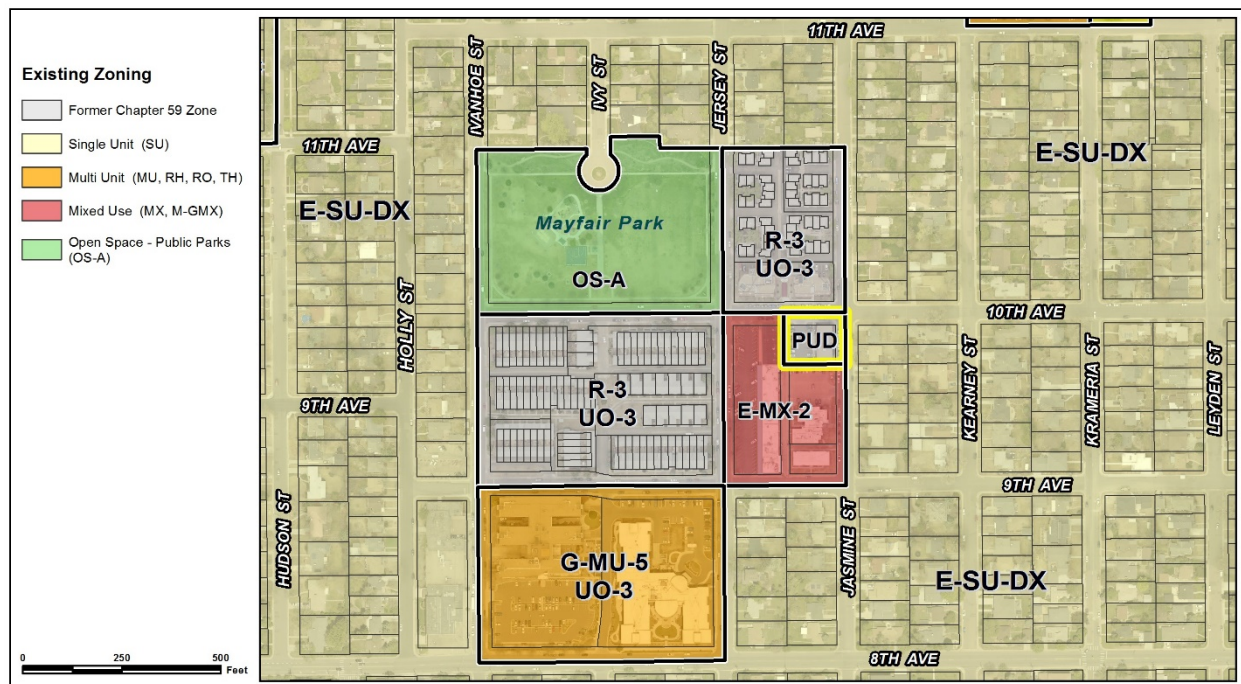 Existing Zoning
Former Chapter 59 Zone
Single Unit (SU)
Multi Unit (MU, RH, RO, TH)
Mixed Use (MX, M-GMX)
Open Space - Public Parks
(OS-A)
0 250 500
Feet
11TH AVE
IVANHOE ST
IVY ST
JERSEY ST
11TH AVE
E-SU-DX
E-SU-DX
Mayfair Park
OS-A
R-3
UO-3
HOLLY ST
10TH AVE
PUD
R-3
UO-3
E-MX-2
KEARNEY ST
KRAMERIA ST
LEYDEN ST
9TH AVE
9TH AVE
HUDSON ST
G-MU-5
UO-3
JASMINE ST
E-SU-DX
8TH AVE